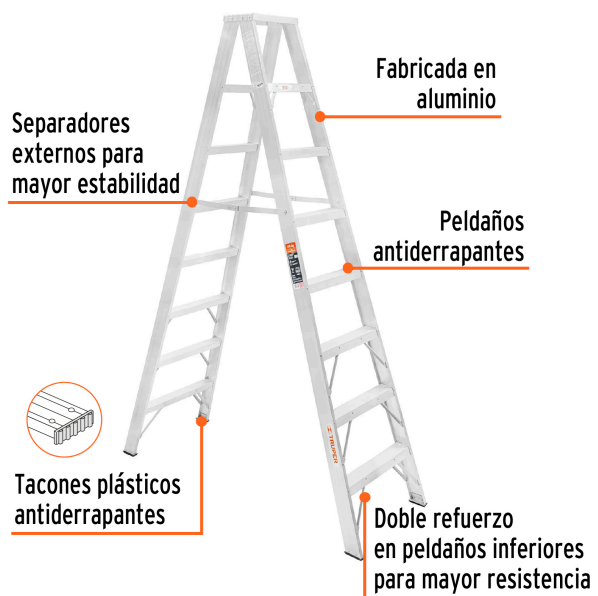 Fabricada en
aluminio
Separadores
externos para
mayor estabilidad
Peldaños
antiderrapantes
TRUPER
Tacones plásticos
antiderrapantes
Doble refuerzo
en peldaños inferiores
para mayor resistencia